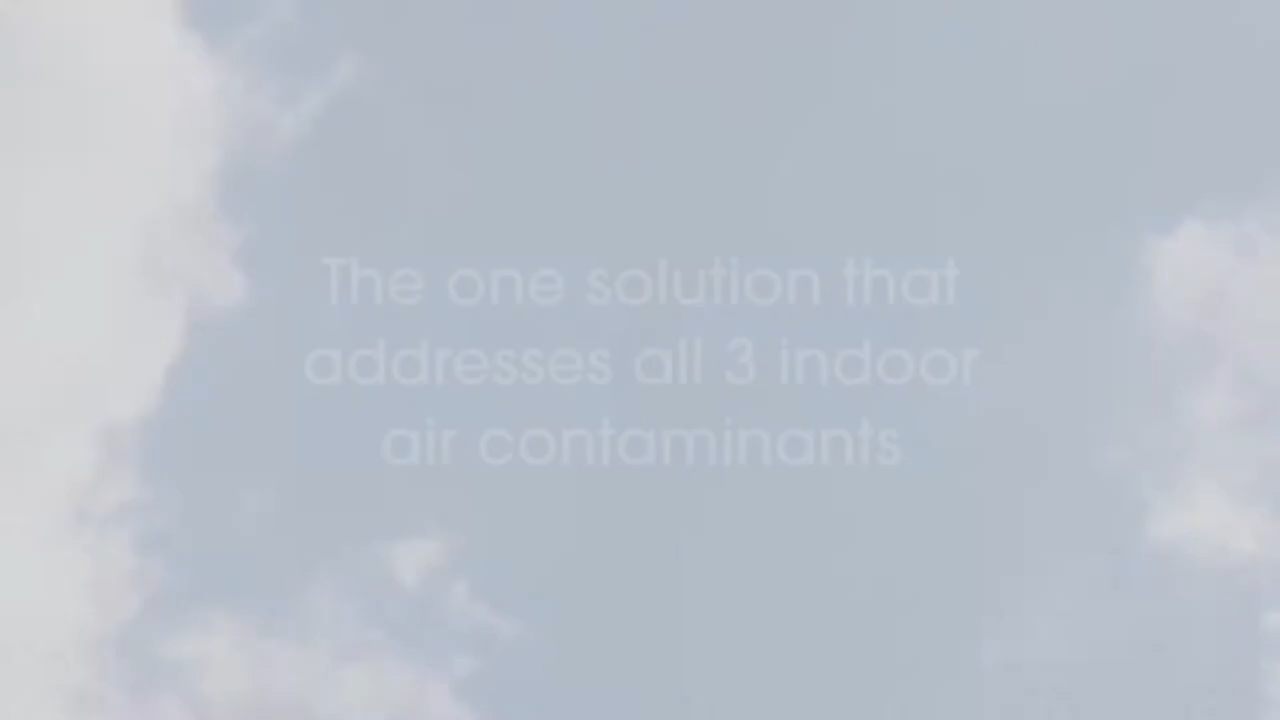 The one solution that
addresses all 3 indoor
air contaminants